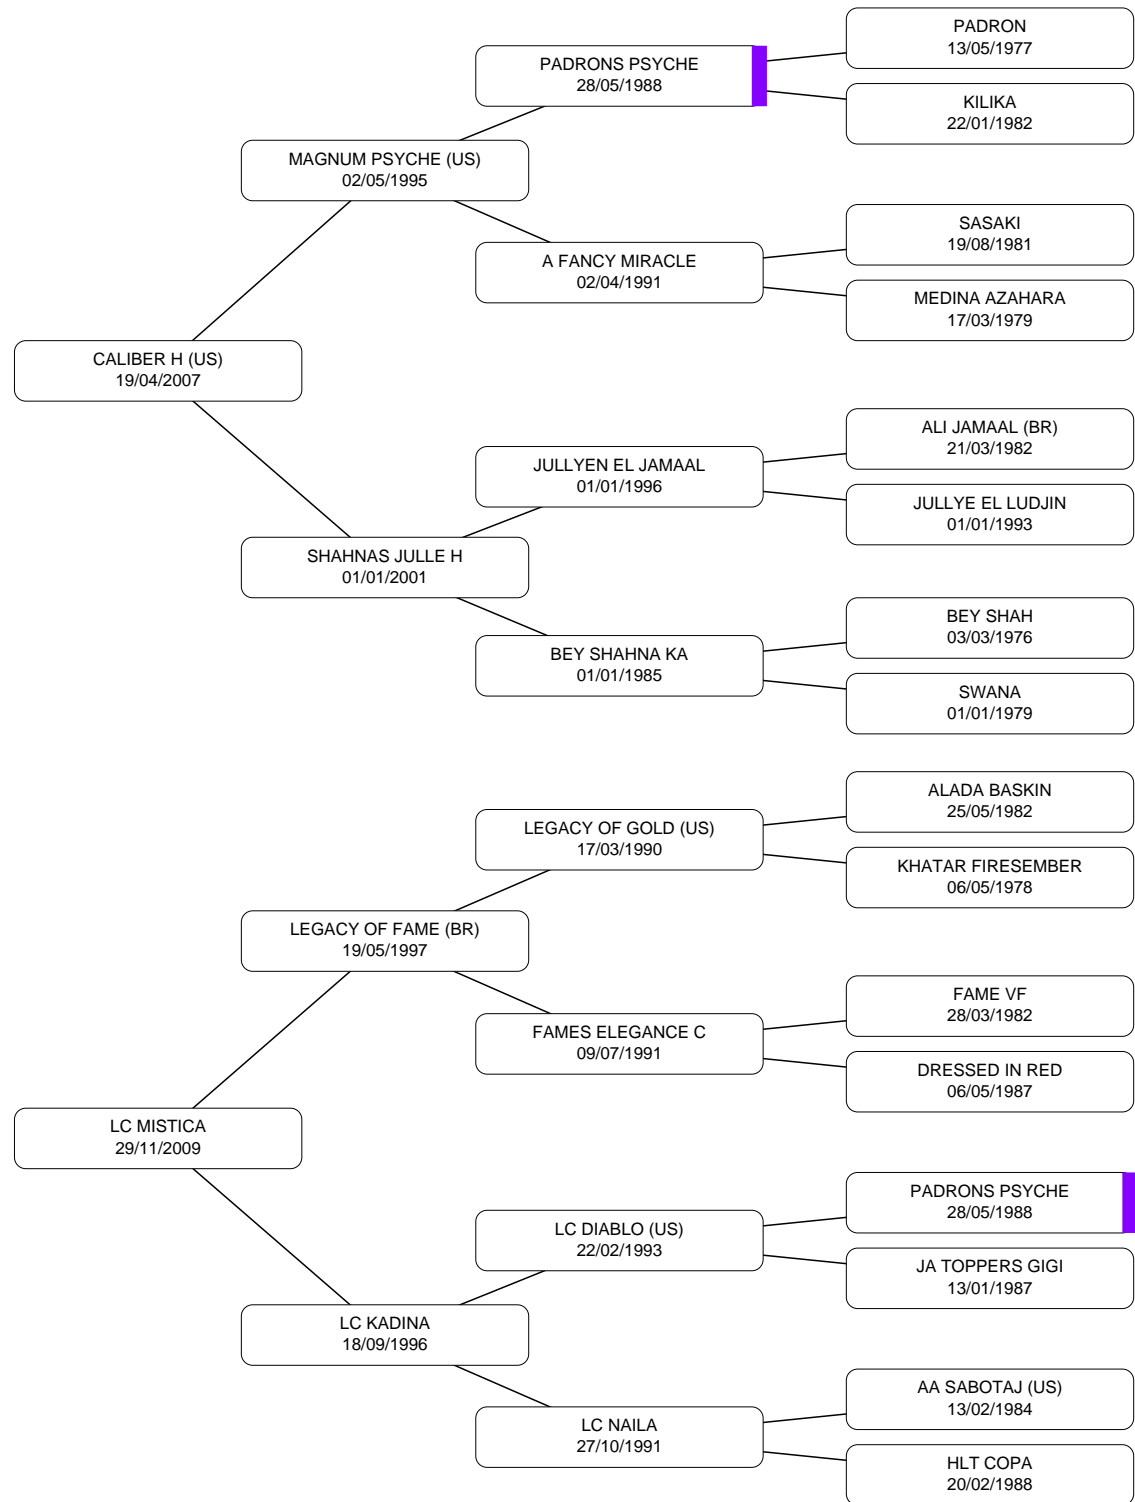 PADRON
13/05/1977
PADRONS PSYCHE
28/05/1988
KILIKA
22/01/1982
MAGNUM PSYCHE (US)
02/05/1995
SASAKI
19/08/1981
A FANCY MIRACLE
02/04/1991
MEDINA AZAHARA
17/03/1979
CALIBER H (US)
19/04/2007
ALI JAMAAL (BR)
21/03/1982
JULLYEN EL JAMAAL
01/01/1996
JULLYE EL LUDJIN
01/01/1993
SHAHNAS JULLE H
01/01/2001
BEY SHAH
03/03/1976
BEY SHAHNA KA
01/01/1985
SWANA
01/01/1979
ALADA BASKIN
25/05/1982
LEGACY OF GOLD (US)
17/03/1990
KHATAR FIRESEMBER
06/05/1978
LEGACY OF FAME (BR)
19/05/1997
FAME VF
28/03/1982
FAMES ELEGANCE C
09/07/1991
DRESSED IN RED
06/05/1987
LC MISTICA
29/11/2009
PADRONS PSYCHE
28/05/1988
LC DIABLO (US)
22/02/1993
JA TOPPERS GIGI
13/01/1987
LC KADINA
18/09/1996
AA SABOTAJ (US)
13/02/1984
LC NAILA
27/10/1991
HLT COPA
20/02/1988